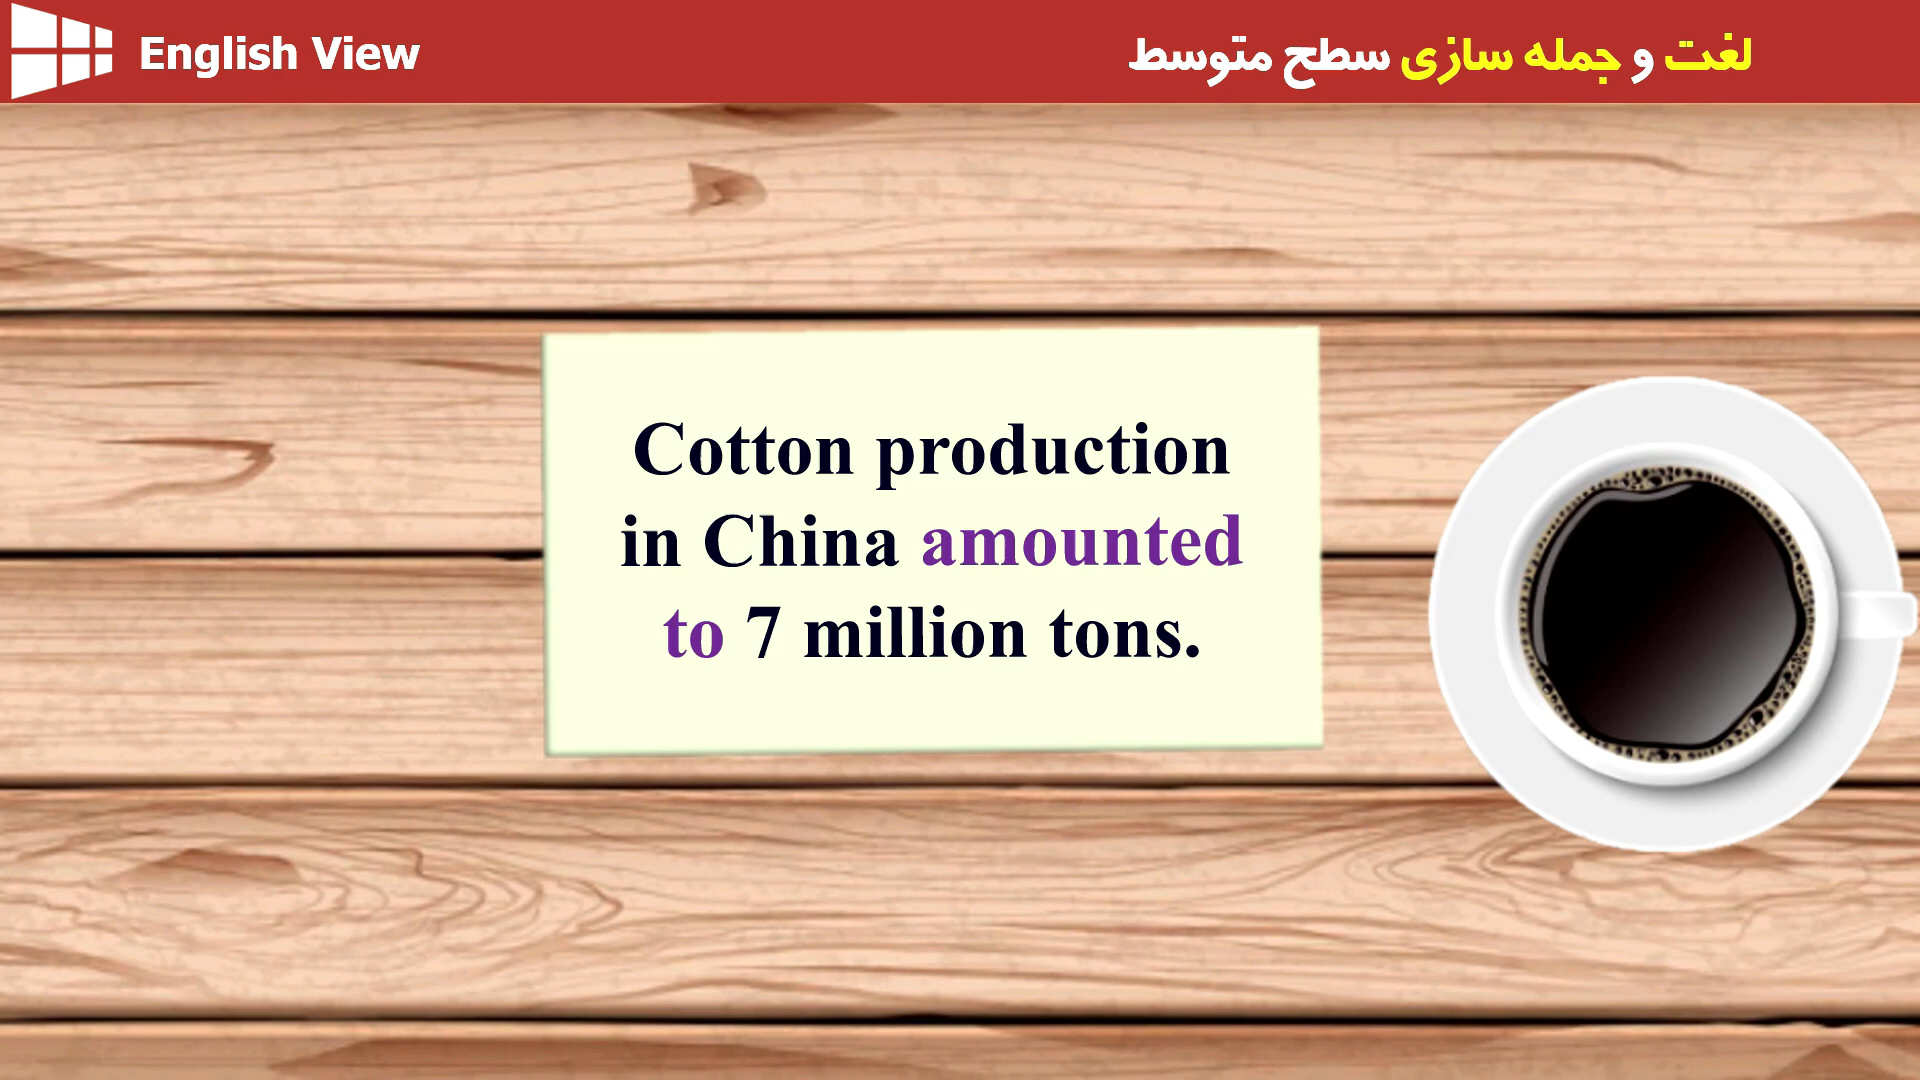 English View
لغت و جمله سازی سطح متوسط
Cotton production
in China amounted
to 7 million tons.